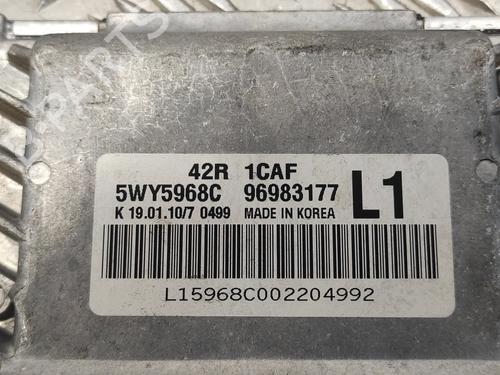 42R 1CAF
5WY5968C 96983177 L1
K 19.01.10/7 0499 MADE IN KOREA
L15968C002204992